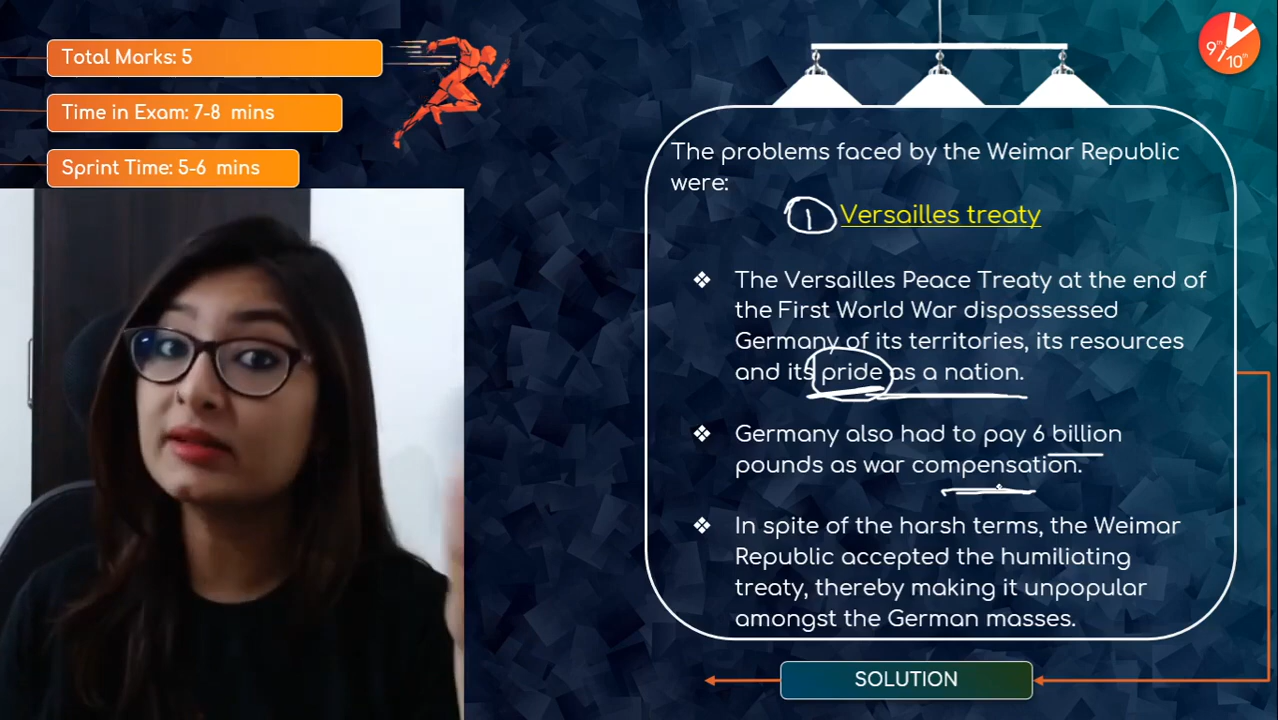 Total Marks: 5
Time in Exam: 7-8 mins
Sprint Time: 5-6 mins
9th
10th
The problems faced by the Weimar Republic
were:
1 Versailles treaty
❖ The Versailles Peace Treaty at the end of
the First World War dispossessed
Germany of its territories, its resources
and its pride as a nation.
❖ Germany also had to pay 6 billion
pounds as war compensation.
❖ In spite of the harsh terms, the Weimar
Republic accepted the humiliating
treaty, thereby making it unpopular
amongst the German masses.
SOLUTION